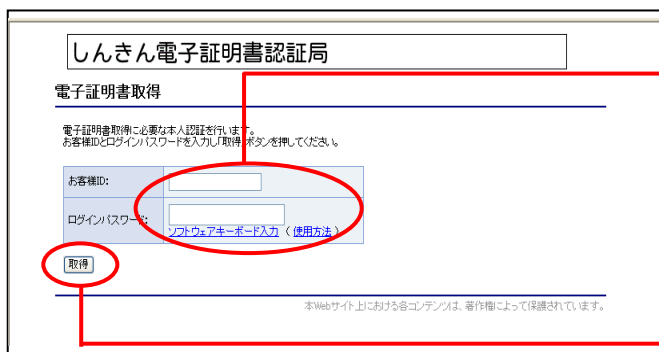 しんきん電子証明書認証局
電子証明書取得
電子証明書取得に必要な本人認証を行います。
お客様IDとログインパスワードを入力し「取得」ボタンを押してください。
お客様ID:
ログインパスワード:
ソフトウェアキーボード入力 ( 使用方法 )
取得
本Webサイト上における各コンテンツは、著作権によって保護されています。